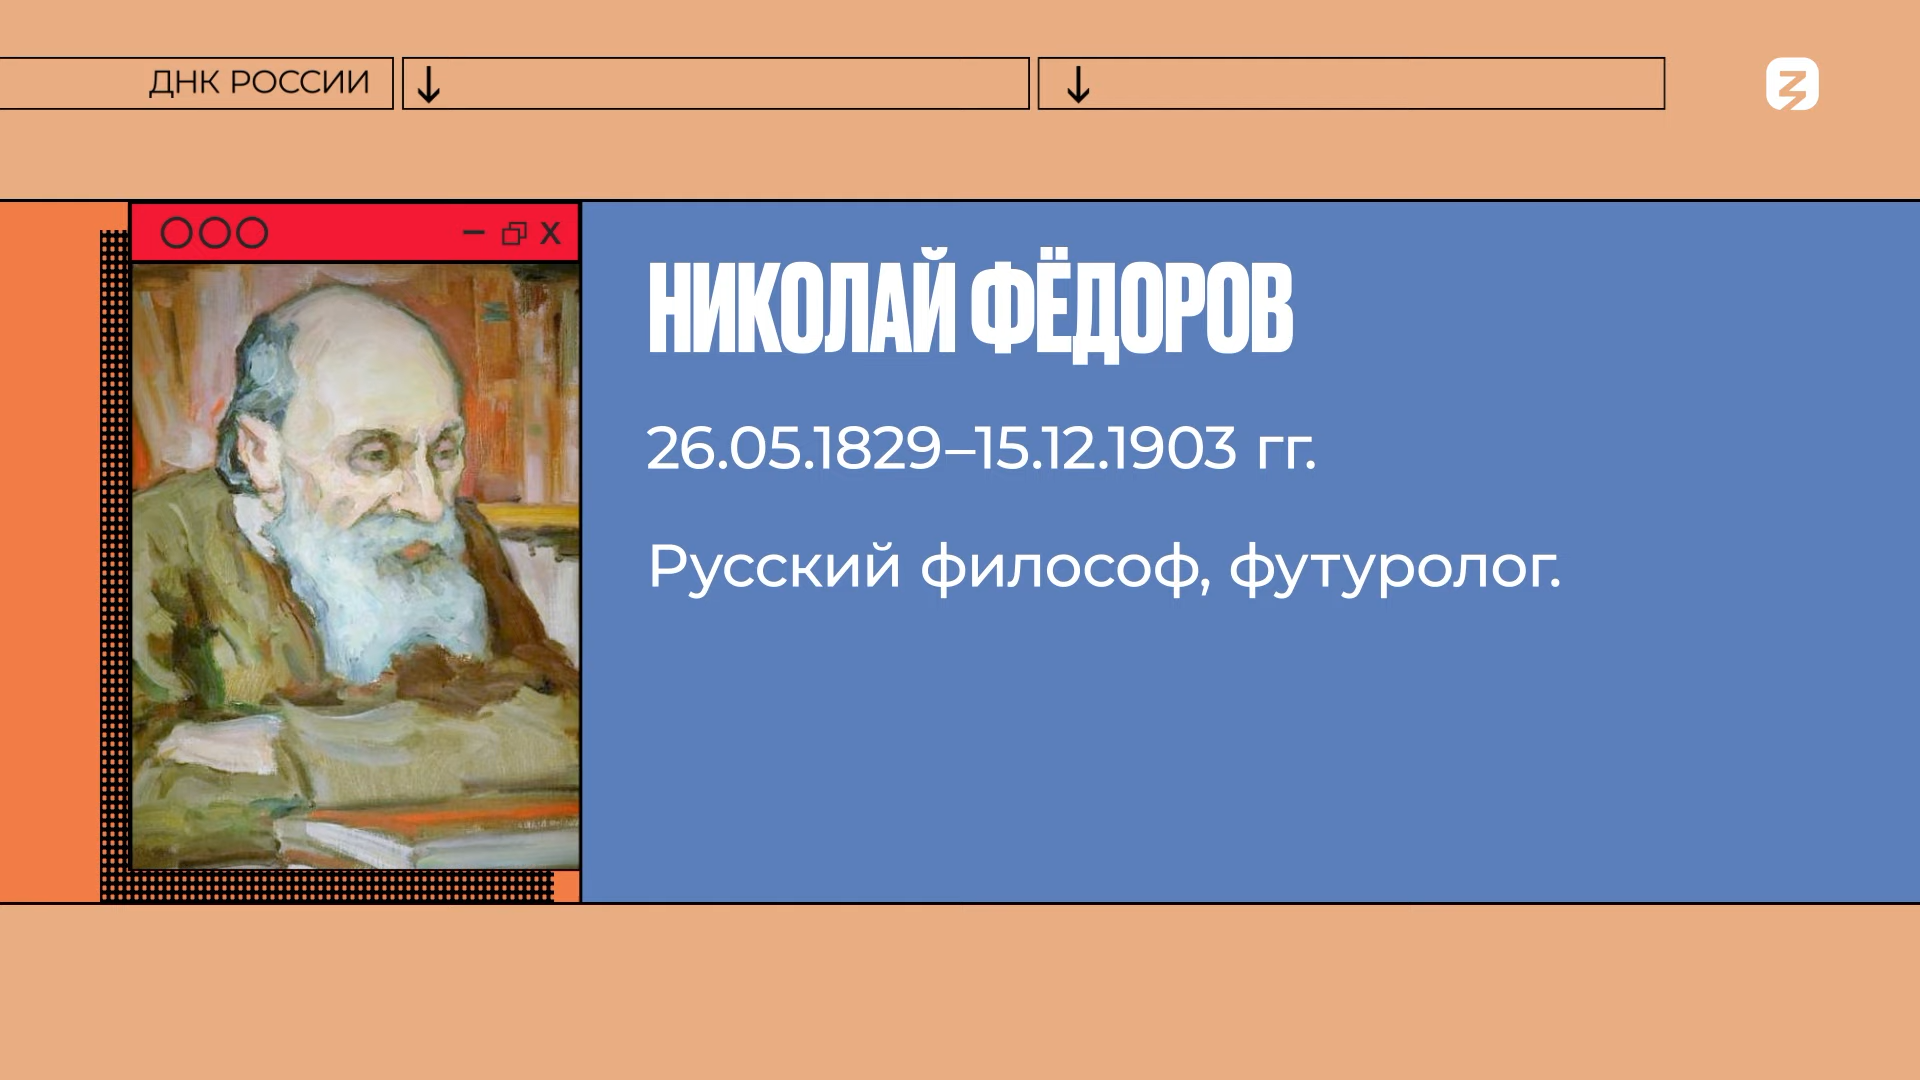 ДНК РОССИИ
НИКОЛАЙ ФЁДОРОВ
26.05.1829–15.12.1903 гг.
Русский философ, футуролог.